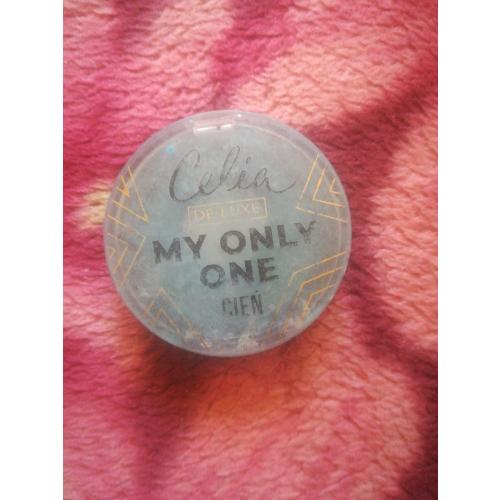 Celia
DE LUXE
MY ONLY
ONE
CIEŃ